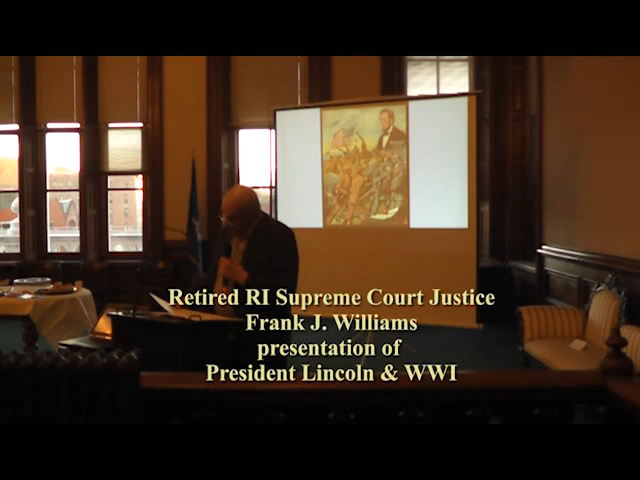 Retired RI Supreme Court Justice
Frank J. Williams
presentation of
President Lincoln & WWI